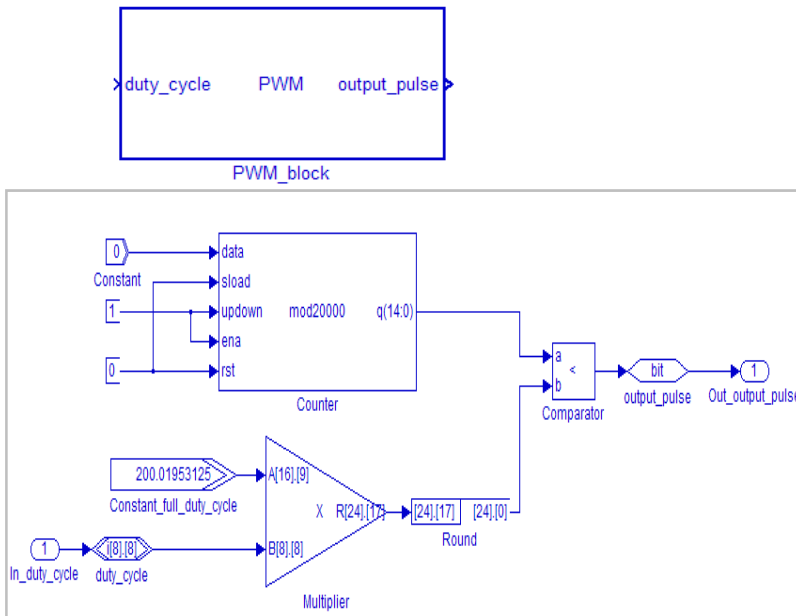 duty_cycle PWM output_pulse
PWM_block
0
Constant
1
0
data
sload
updown mod20000 q(14:0)
ena
rst
Counter
a
<
b
Comparator
bit
output_pulse
1
Out_output_pulse
200.01953125
Constant_full_duty_cycle
A[16].[9]
X R[24].[17]
B[8].[8]
Multiplier
[24].[17] [24].[0]
Round
1
In_duty_cycle
i[8].[8]
duty_cycle